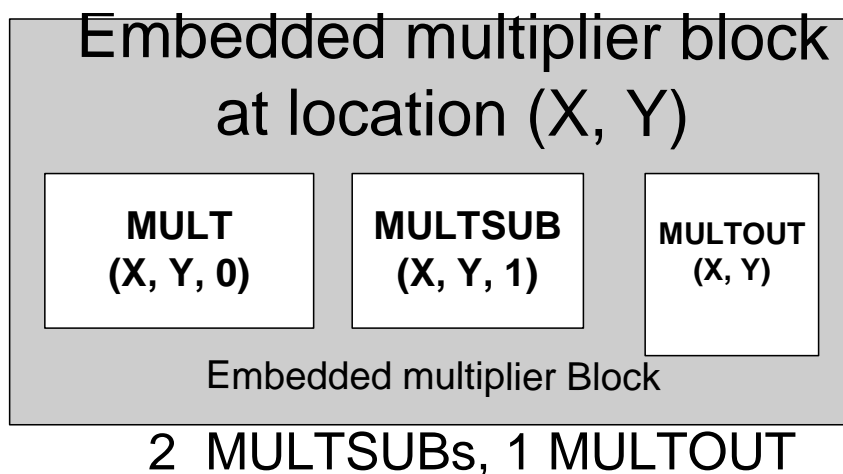 Embedded multiplier block
at location (X, Y)
MULT
(X, Y, 0)
MULTSUB
(X, Y, 1)
MULTOUT
(X, Y)
Embedded multiplier Block
2 MULTSUBs, 1 MULTOUT